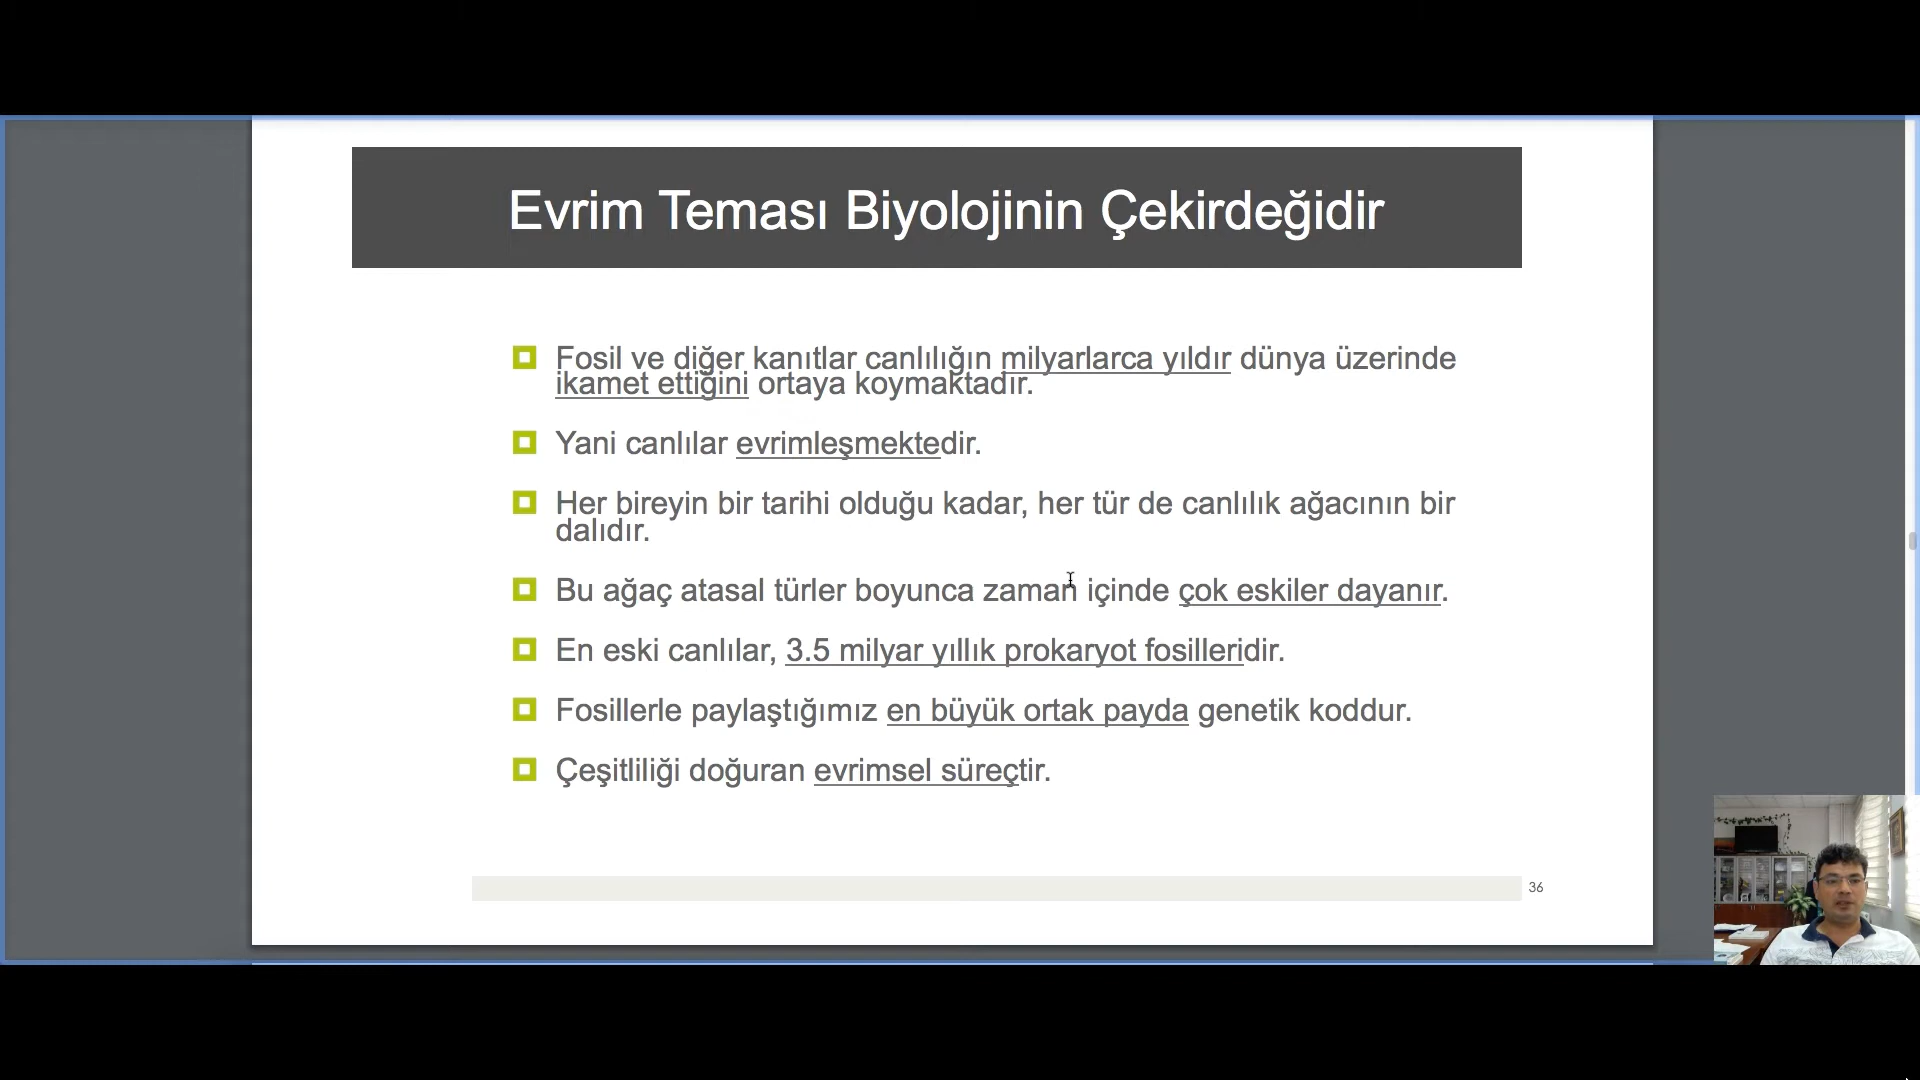 Evrim Teması Biyolojinin Çekirdeğidir
Fosil ve diğer kanıtlar canlılığın milyarlarca yıldır dünya üzerinde
ikamet ettiğini ortaya koymaktadır.
Yani canlılar evrimleşmektedir.
Her bireyin bir tarihi olduğu kadar, her tür de canlılık ağacının bir
dalıdır.
Bu ağaç atasal türler boyunca zaman içinde çok eskiler dayanır.
En eski canlılar, 3.5 milyar yıllık prokaryot fosilleridir.
Fosillerle paylaştığımız en büyük ortak payda genetik koddur.
Çeşitliliği doğuran evrimsel süreçtir.
36